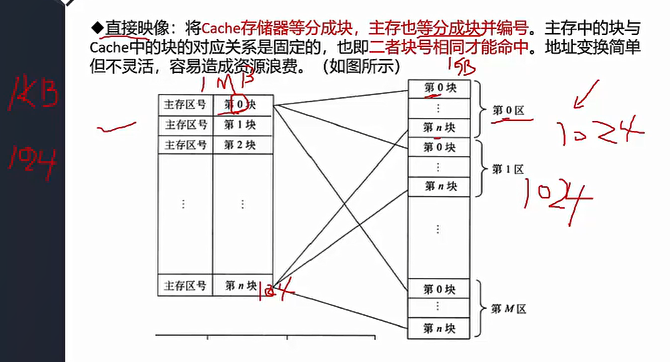 ◆直接映像：将Cache存储器等分成块，主存也等分成块并编号。主存中的块与
Cache中的块的对应关系是固定的，也即二者块号相同才能命中。地址变换简单
但不灵活，容易造成资源浪费。（如图所示）
1KB
1024
1MB
主存区号 第0块
主存区号 第1块
主存区号 第2块
⋮ ⋮
主存区号 第n块
1024
第0块
⋮
第n块
第0区
第0块
⋮
第n块
第1区
⋮
第0块
⋮
第n块
第M区
1024
1024